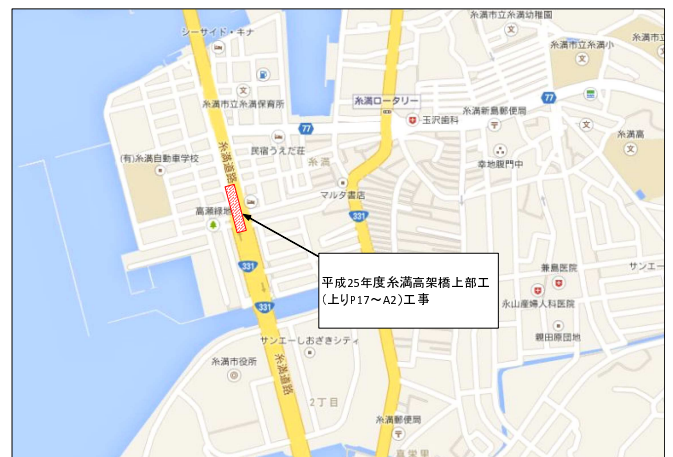 糸満市立糸満幼稚園
シーサイド・キナ
糸満市立糸満小
糸満市立糸満保育所
糸満ロータリー
77
玉沢歯科
糸満新島郵便局
77
糸満高
民宿うえだ荘
糸満道路
糸満
(有)糸満自動車学校
幸地腹門中
マルタ書店
高瀬緑地
331
331
平成25年度糸満高架橋上部工
(上りP17～A2)工事
兼島医院
サンエー
331
永山産婦人科医院
サンエーしおざきシティ
親田原団地
糸満市役所
糸満道路
2丁目
糸満郵便局
真栄里